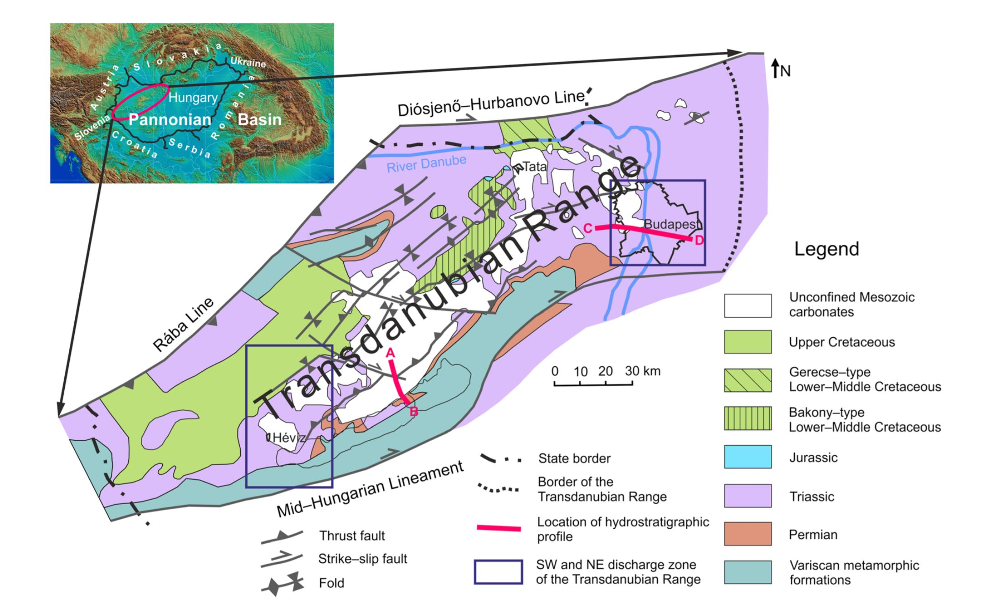 Slovakia
Ukraine
Austria
Hungary
Romania
Pannonian Basin
Slovenia
Croatia
Serbia
N
Diósjenő–Hurbanovo Line
River Danube
Tata
Transdanubian Range
C
Budapest
D
Rába Line
A
B
Hévíz
Mid–Hungarian Lineament
0 10 20 30 km
Legend
Unconfined Mesozoic
carbonates
Upper Cretaceous
Gerecse–type
Lower–Middle Cretaceous
Bakony–type
Lower–Middle Cretaceous
Jurassic
Triassic
Permian
Variscan metamorphic
formations
State border
Border of the
Transdanubian Range
Location of hydrostratigraphic
profile
SW and NE discharge zone
of the Transdanubian Range
Thrust fault
Strike–slip fault
Fold